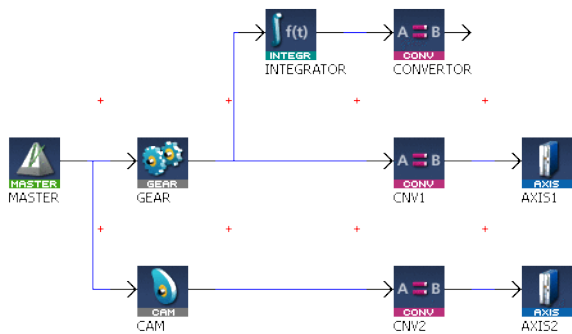 f(t)
INTEGR
INTEGRATOR
A B
CONV
CONVERTOR
MASTER
MASTER
GEAR
GEAR
A B
CONV
CNV1
AXIS
AXIS1
CAM
CAM
A B
CONV
CNV2
AXIS
AXIS2